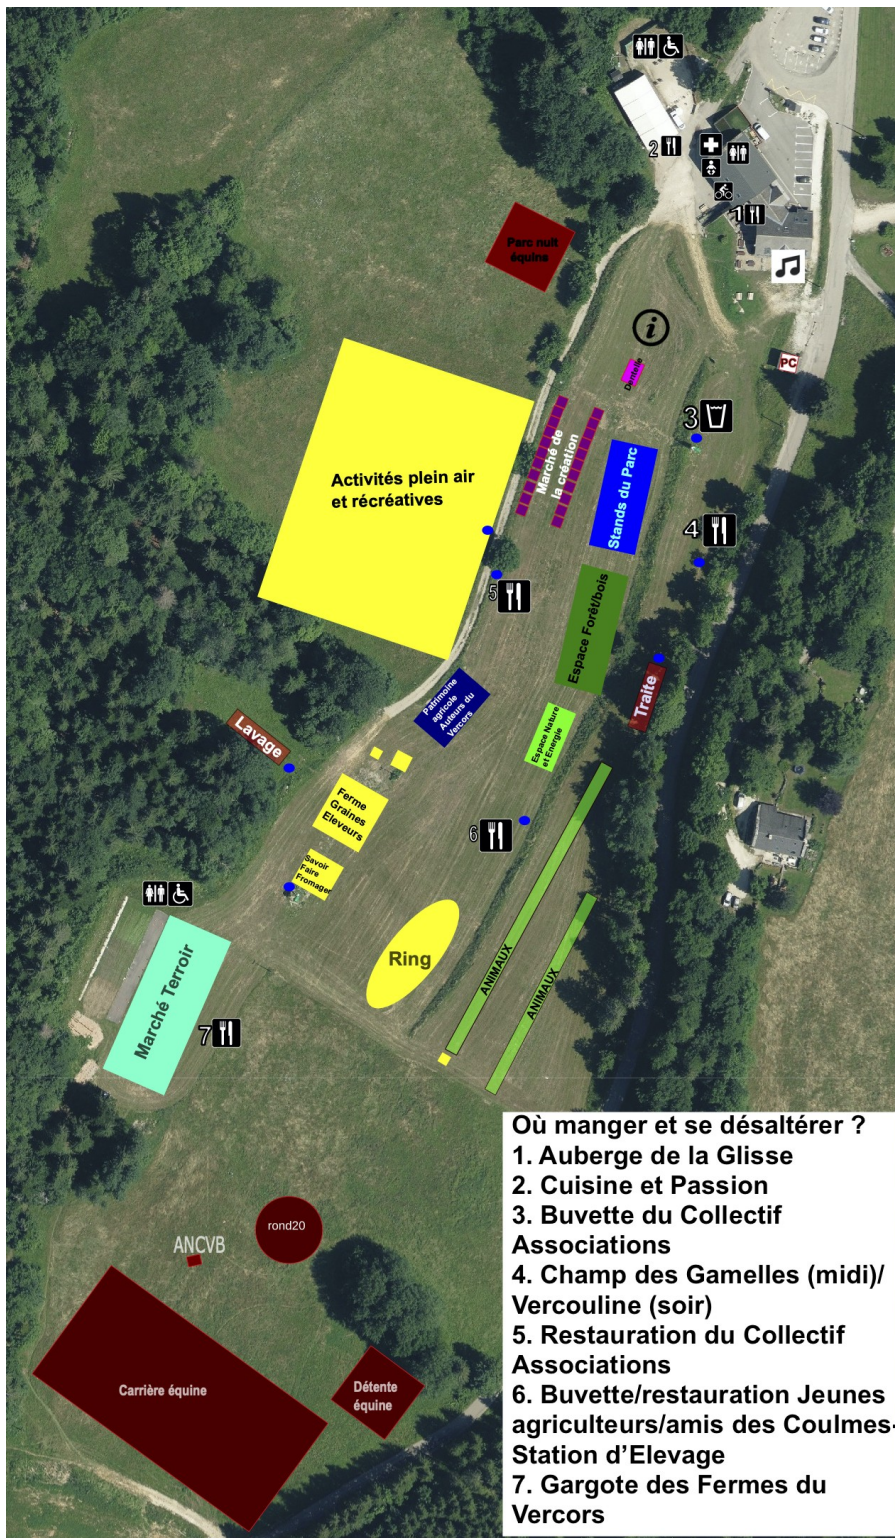 2
1
Parc nuit
équins
i
PC
Dentelle
3
Marché de
la création
Activités plein air
et récréatives
Stands du Parc
4
5
Espace Forêt/bois
Patrimoine
agricole
Auteurs du
Vercors
Traite
Lavage
Espace Nature
et Energie
Ferme
Graines
Eleveurs
6
Savoir
Faire
Fromager
Ring
ANIMAUX
ANIMAUX
Marché Terroir
7
Où manger et se désaltérer ?
1. Auberge de la Glisse
2. Cuisine et Passion
3. Buvette du Collectif
Associations
4. Champ des Gamelles (midi)/
Vercouline (soir)
5. Restauration du Collectif
Associations
6. Buvette/restauration Jeunes
agriculteurs/amis des Coulmes-
Station d’Elevage
7. Gargote des Fermes du
Vercors
rond20
ANCVB
Carrière équine
Détente
équine